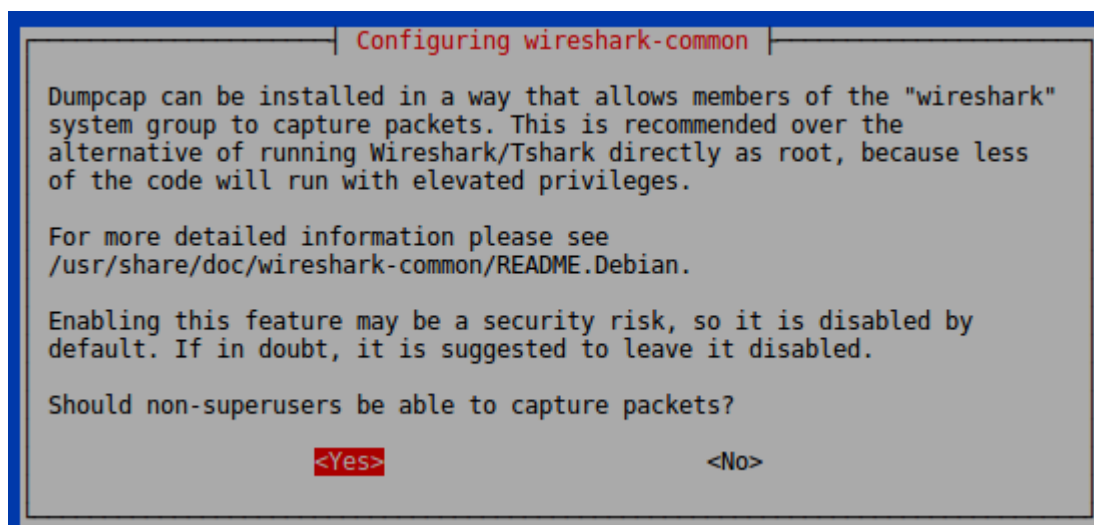 Configuring wireshark-common
Dumpcap can be installed in a way that allows members of the "wireshark"
system group to capture packets. This is recommended over the
alternative of running Wireshark/Tshark directly as root, because less
of the code will run with elevated privileges.
For more detailed information please see
/usr/share/doc/wireshark-common/README.Debian.
Enabling this feature may be a security risk, so it is disabled by
default. If in doubt, it is suggested to leave it disabled.
Should non-superusers be able to capture packets?
<Yes> <No>